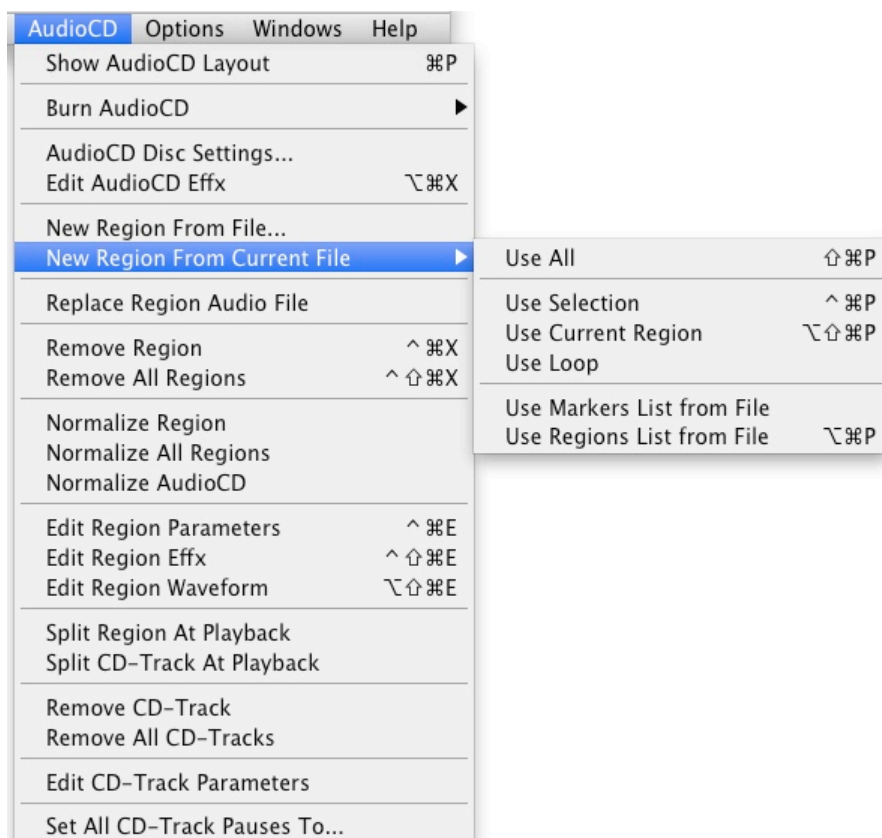 AudioCD Options Windows Help
Show AudioCD Layout ⌘P
Burn AudioCD ▶
AudioCD Disc Settings...
Edit AudioCD Effx ⌥⌘X
New Region From File...
New Region From Current File ▶
Replace Region Audio File
Remove Region ^⌘X
Remove All Regions ^⇧⌘X
Normalize Region
Normalize All Regions
Normalize AudioCD
Edit Region Parameters ^⌘E
Edit Region Effx ^⇧⌘E
Edit Region Waveform ⌥⇧⌘E
Split Region At Playback
Split CD-Track At Playback
Remove CD-Track
Remove All CD-Tracks
Edit CD-Track Parameters
Set All CD-Track Pauses To...
Use All ⇧⌘P
Use Selection ^⌘P
Use Current Region ⌥⇧⌘P
Use Loop
Use Markers List from File
Use Regions List from File ⌥⌘P